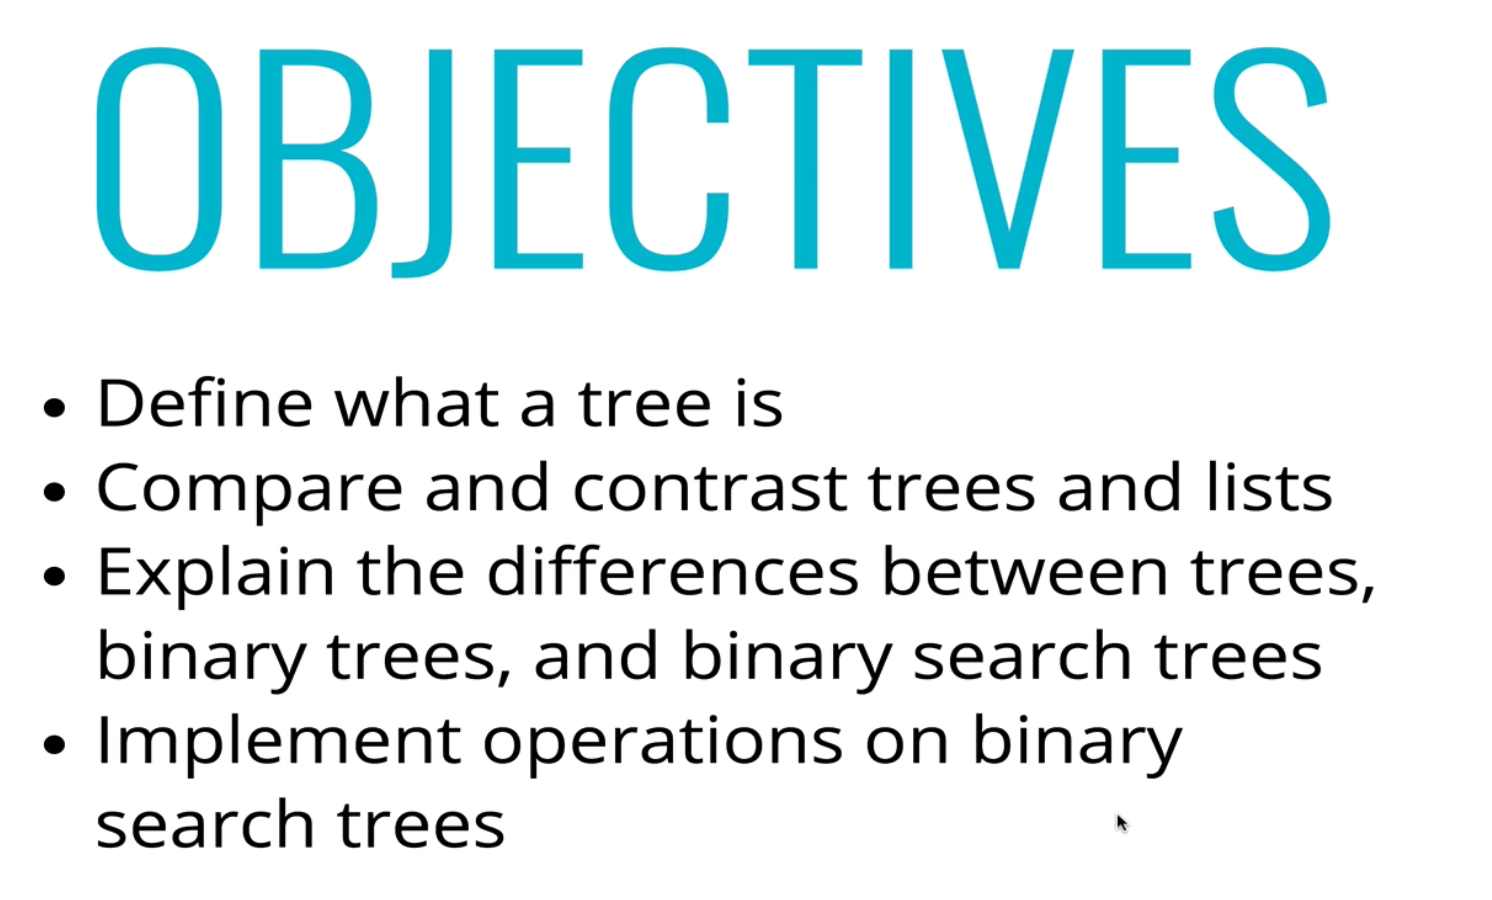 OBJECTIVES
• Define what a tree is
• Compare and contrast trees and lists
• Explain the differences between trees,
binary trees, and binary search trees
• Implement operations on binary
search trees